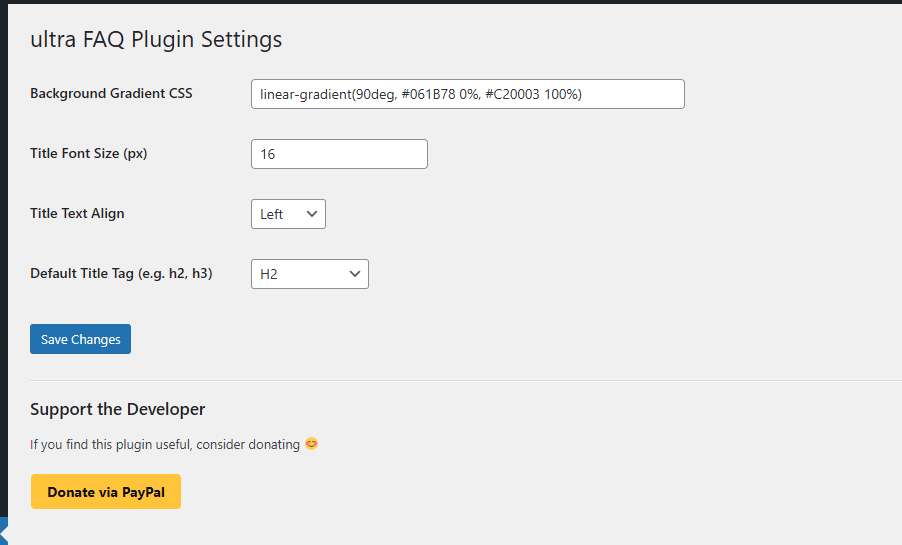 ultra FAQ Plugin Settings
Background Gradient CSS
linear-gradient(90deg, #061B78 0%, #C20003 100%)
Title Font Size (px)
16
Title Text Align
Left
Default Title Tag (e.g. h2, h3)
H2
Save Changes
Support the Developer
If you find this plugin useful, consider donating 😊
Donate via PayPal